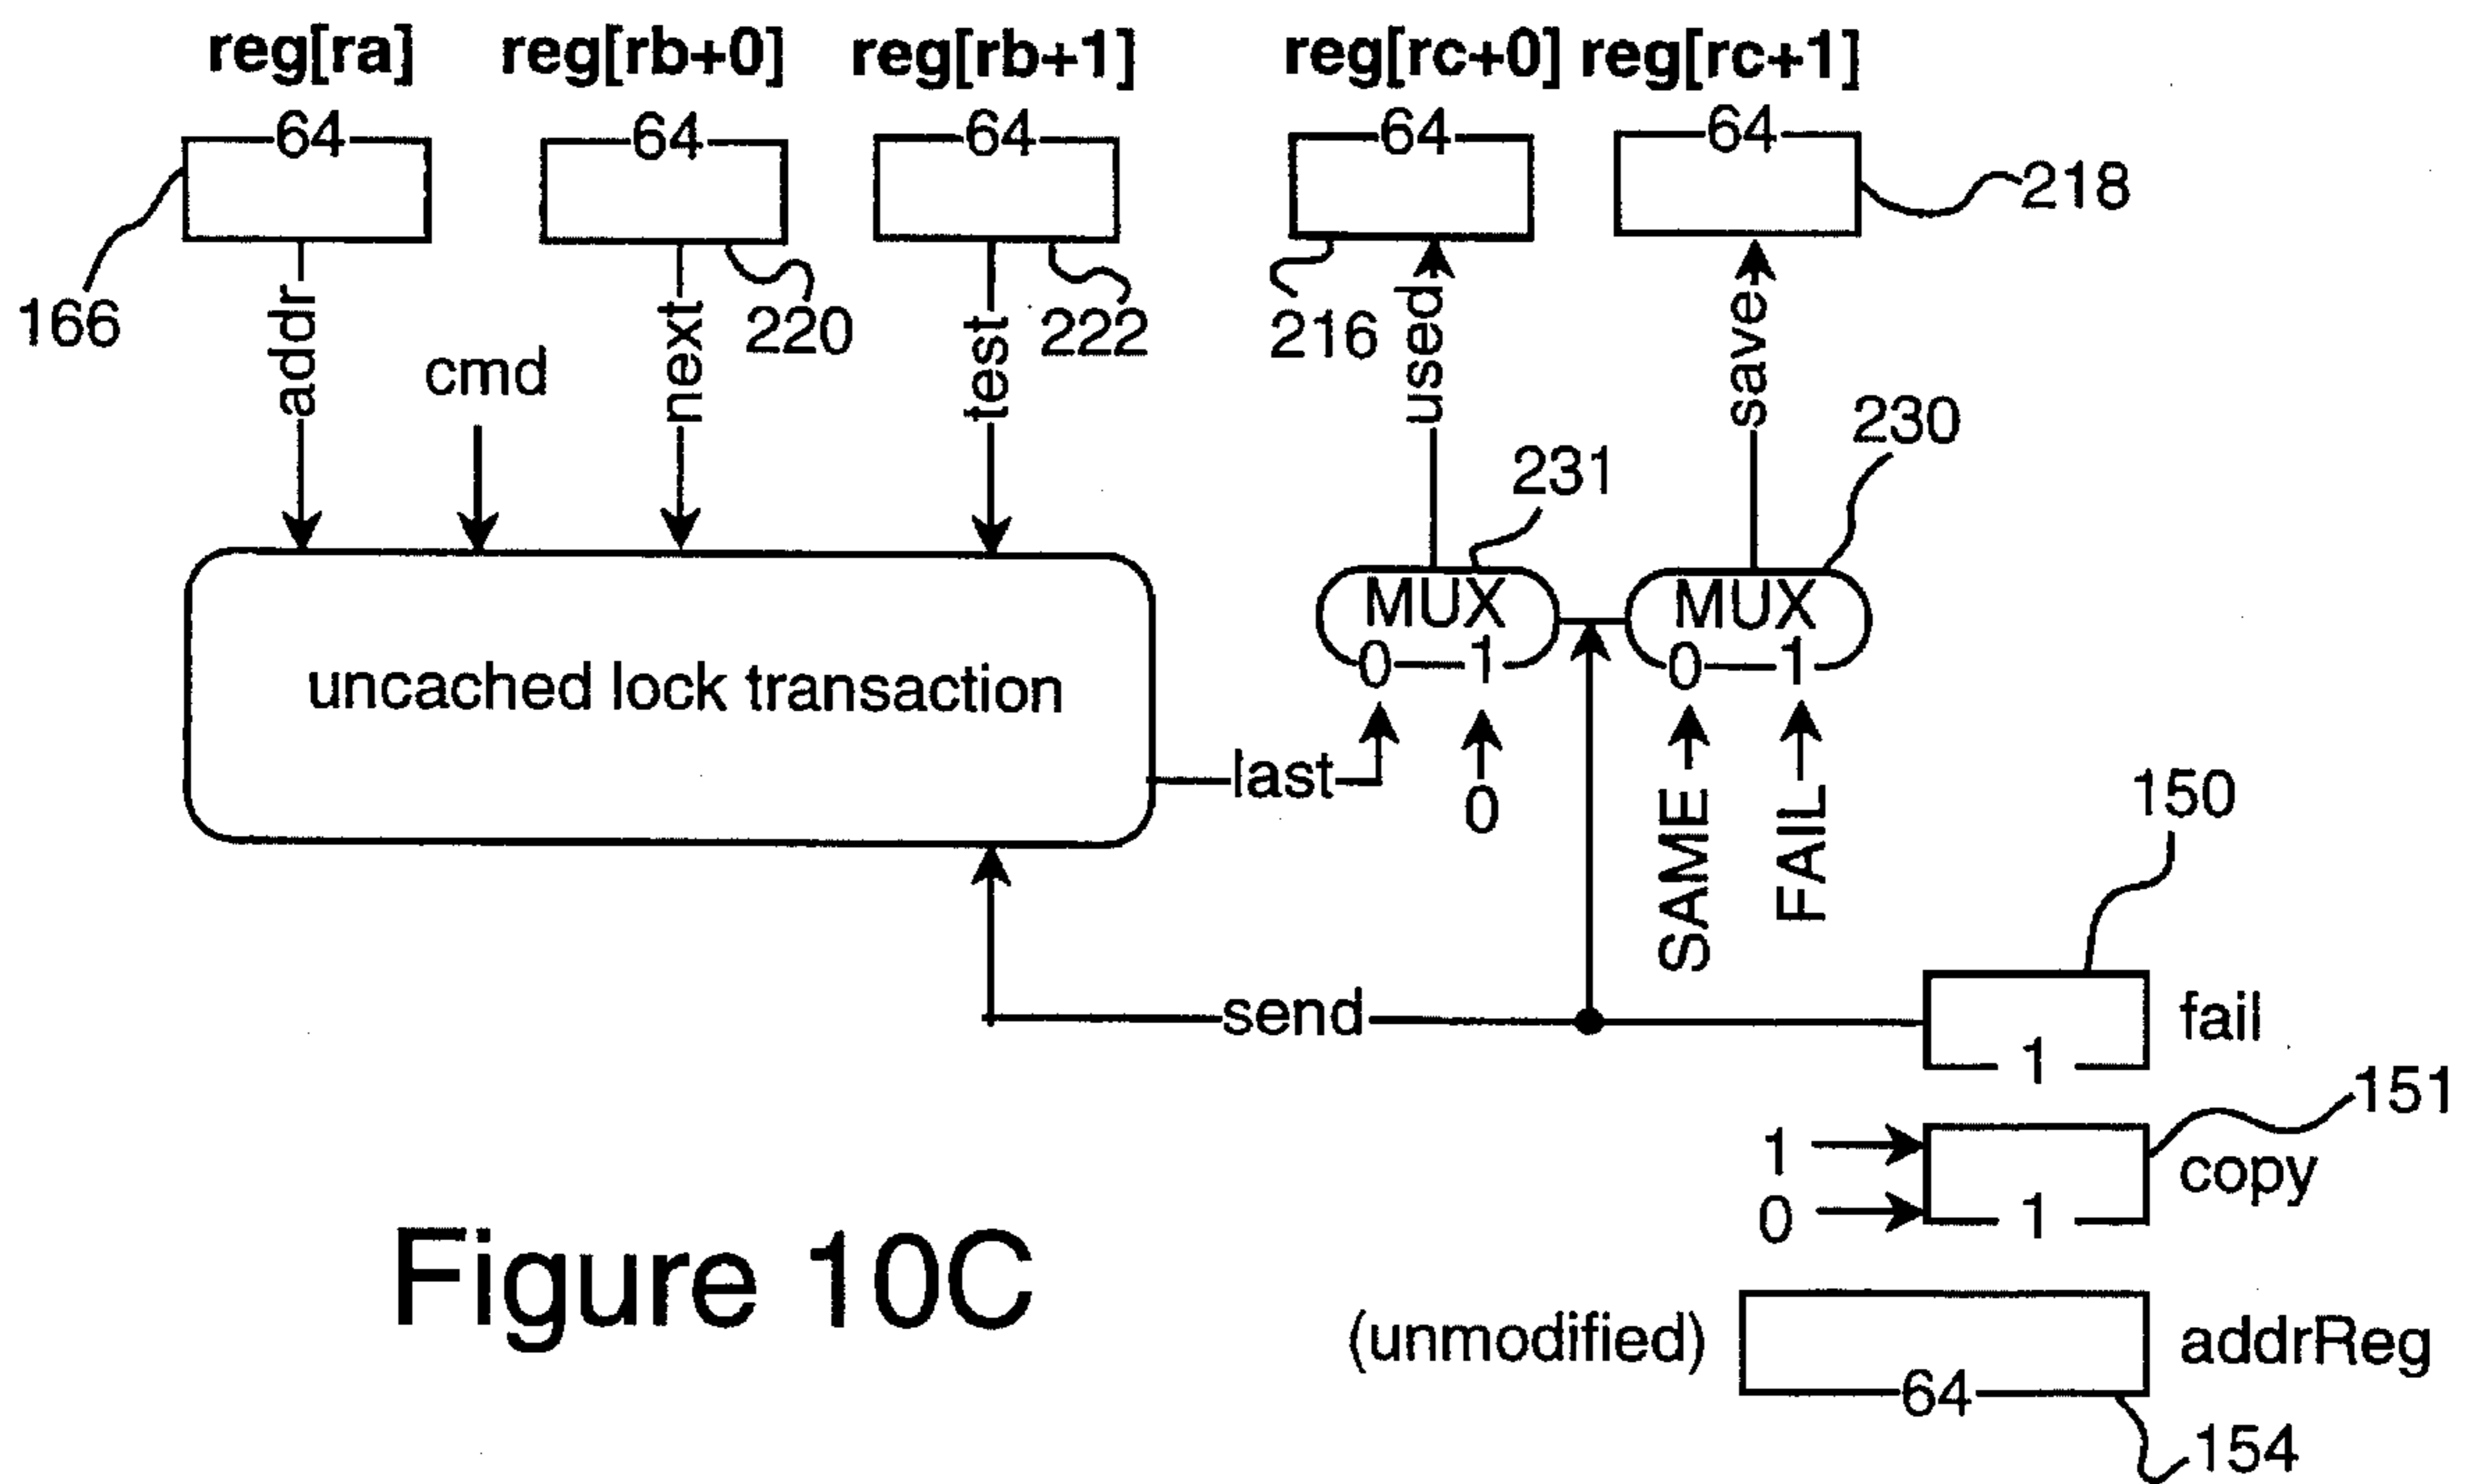 reg[ra] reg[rb+0] reg[rb+1] reg[rc+0] reg[rc+1]
64 64 64 64 64
218
166 addr cmd next 220 test 222 216 used save
230
231
MUX MUX
0 1 0 1
uncached lock transaction
last 0 SAME FAIL
150
send fail
1
151
1 copy
0 1
Figure 10C
(unmodified) addrReg
64
154